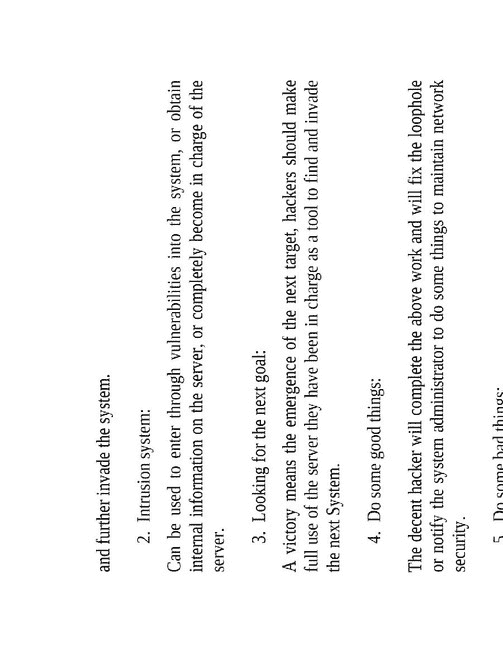 and further invade the system.
2. Intrusion system:
Can be used to enter through vulnerabilities into the system, or obtain
internal information on the server, or completely become in charge of the
server.
3. Looking for the next goal:
A victory means the emergence of the next target, hackers should make
full use of the server they have been in charge as a tool to find and invade
the next System.
4. Do some good things:
The decent hacker will complete the above work and will fix the loophole
or notify the system administrator to do some things to maintain network
security.
5. Do some bad things: